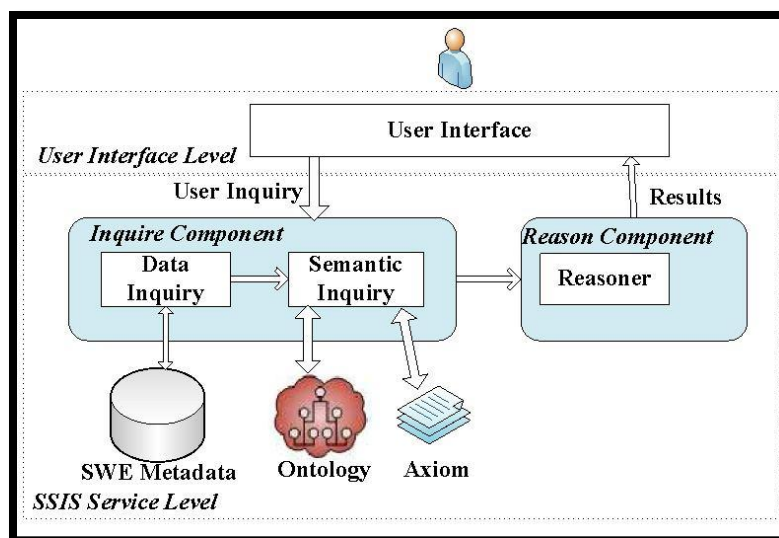 User Interface
User Interface Level
User Inquiry
Results
Inquire Component
Reason Component
Data
Inquiry
Semantic
Inquiry
Reasoner
SWE Metadata
Ontology
Axiom
SSIS Service Level